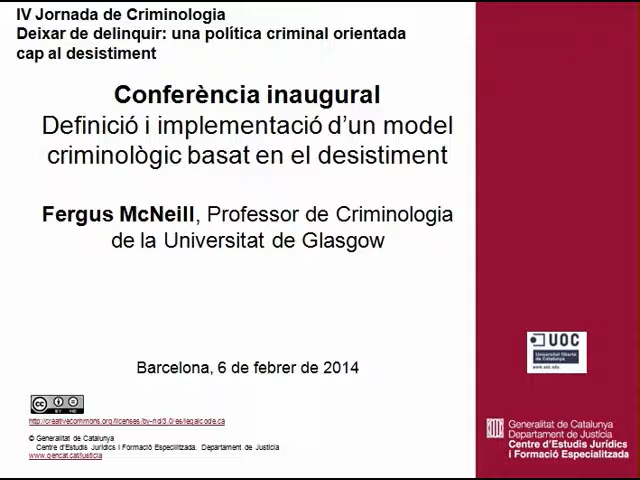 IV Jornada de Criminologia
Deixar de delinquir: una política criminal orientada
cap al desistiment
Conferència inaugural
Definició i implementació d'un model
criminològic basat en el desistiment
Fergus McNeill, Professor de Criminologia
de la Universitat de Glasgow
UOC
Universitat Oberta
de Catalunya
www.uoc.edu
Barcelona, 6 de febrer de 2014
CC
BY NC ND
http://creativecommons.org/licenses/by-nd/3.0/es/legalcode.ca
© Generalitat de Catalunya
Centre d'Estudis Jurídics i Formació Especialitzada. Departament de Justícia
www.gencat.cat/justicia
Generalitat de Catalunya
Departament de Justícia
Centre d'Estudis Jurídics
i Formació Especialitzada